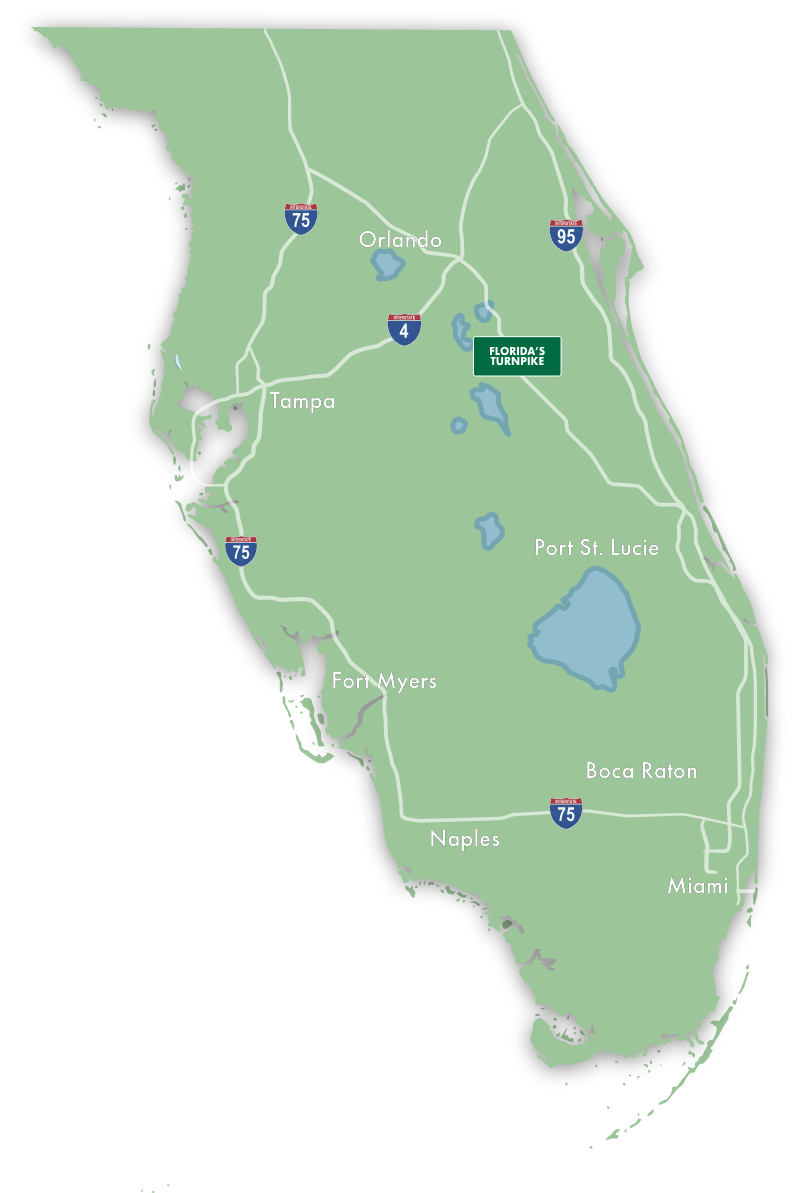 INTERSTATE
75
INTERSTATE
95
Orlando
INTERSTATE
4
FLORIDA'S
TURNPIKE
Tampa
INTERSTATE
75
Port St. Lucie
Fort Myers
Boca Raton
INTERSTATE
75
Naples
Miami